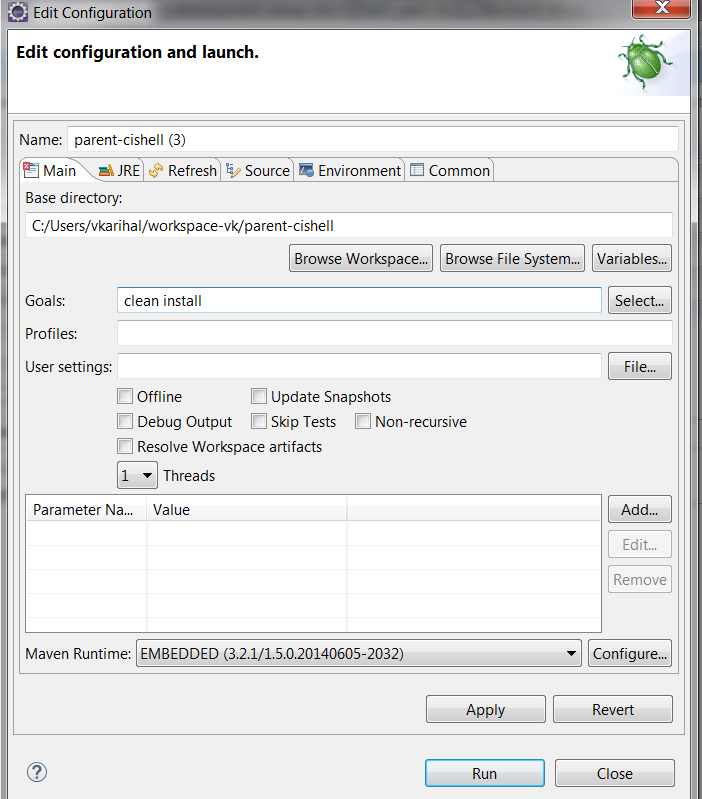 Edit Configuration
Edit configuration and launch.
Name: parent-cishell (3)
Main JRE Refresh Source Environment Common
Base directory:
C:/Users/vkarihal/workspace-vk/parent-cishell
Browse Workspace... Browse File System... Variables...
Goals: clean install Select...
Profiles:
User settings: File...
Offline Update Snapshots
Debug Output Skip Tests Non-recursive
Resolve Workspace artifacts
1 Threads
Parameter Na... Value Add...
Edit...
Remove
Maven Runtime: EMBEDDED (3.2.1/1.5.0.20140605-2032) Configure...
Apply Revert
? Run Close